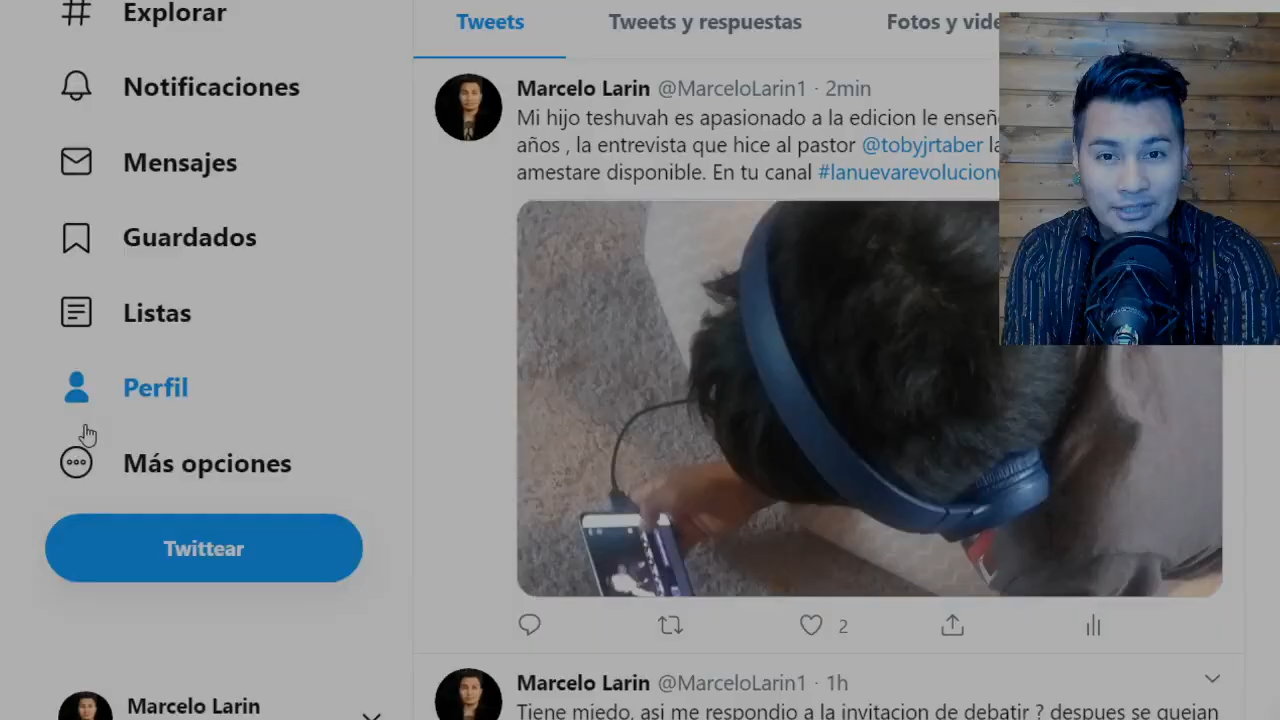 Explorar
Notificaciones
Mensajes
Guardados
Listas
Perfil
Más opciones
Twittear
Marcelo Larin
Tweets
Tweets y respuestas
Fotos y vide
Marcelo Larin @MarceloLarin1 · 2min
Mi hijo teshuvah es apasionado a la edicion le enseñ
años , la entrevista que hice al pastor @tobyjrtaber la
amestare disponible. En tu canal #lanuevarevolucion
2
Marcelo Larin @MarceloLarin1 · 1h
Tiene miedo, asi me respondio a la invitacion de debatir ? despues se quejan